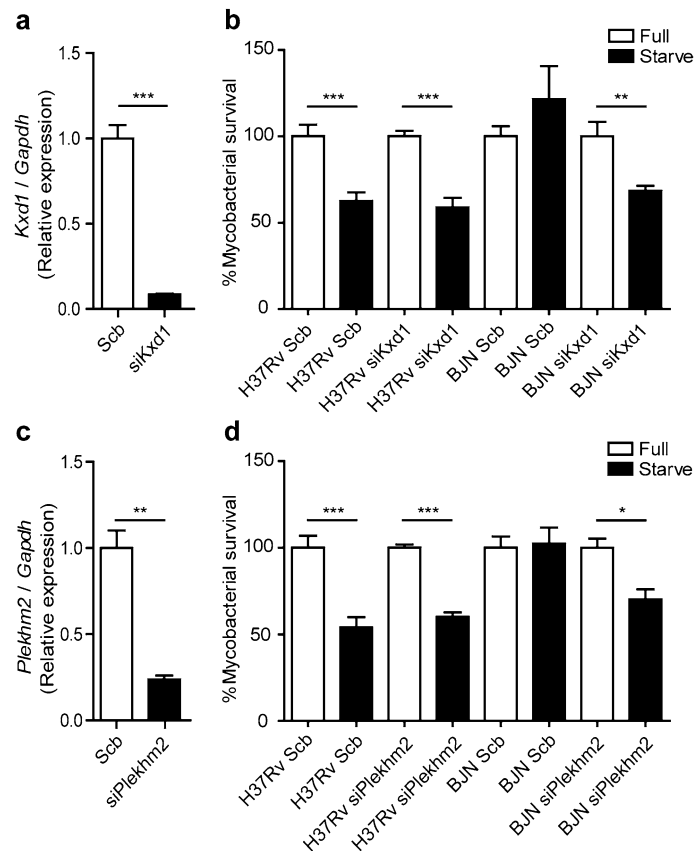 a
Kxd1 / Gapdh
(Relative expression)
1.5
1.0
0.5
0.0
***
Scb
siKxd1
b
Full
Starve
%Mycobacterial survival
150
100
50
0
***
***
**
H37Rv Scb
H37Rv Scb
H37Rv siKxd1
H37Rv siKxd1
BJN Scb
BJN Scb
BJN siKxd1
BJN siKxd1
c
Plekhm2 / Gapdh
(Relative expression)
1.5
1.0
0.5
0.0
**
Scb
siPlekhm2
d
Full
Starve
%Mycobacterial survival
150
100
50
0
***
***
*
H37Rv Scb
H37Rv Scb
H37Rv siPlekhm2
H37Rv siPlekhm2
BJN Scb
BJN Scb
BJN siPlekhm2
BJN siPlekhm2